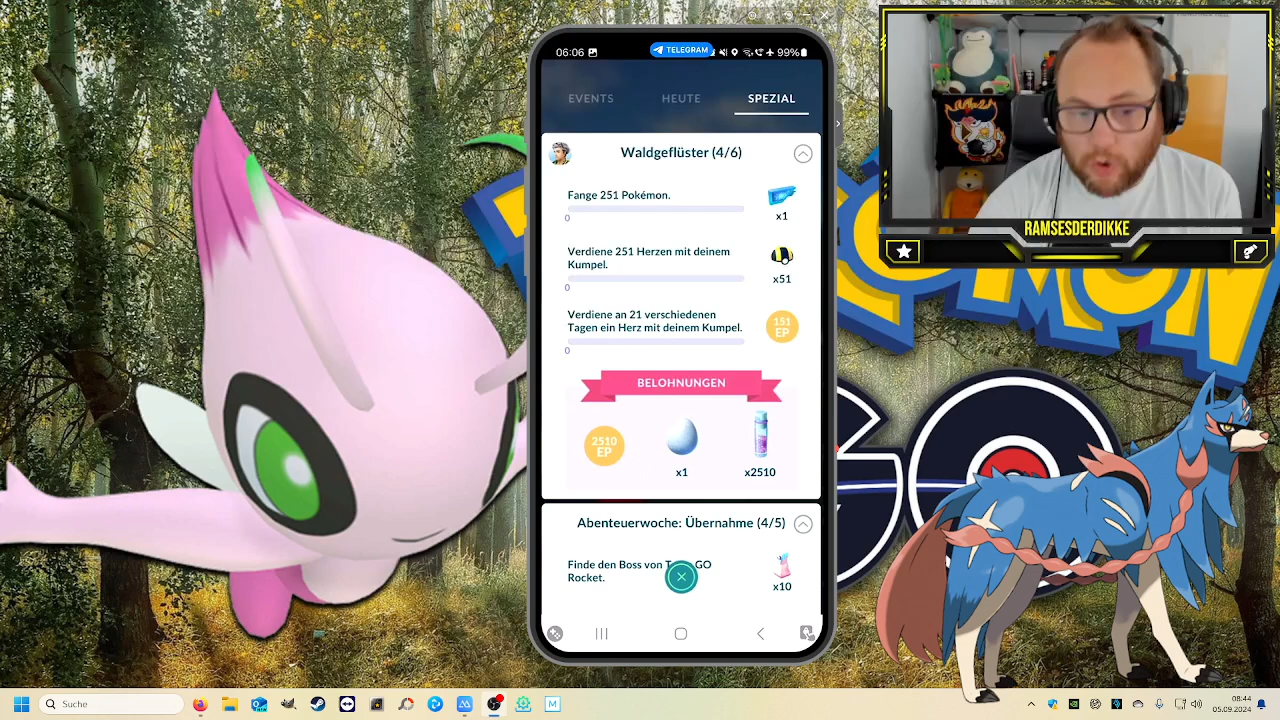 06:06
TELEGRAM
99%
EVENTS
HEUTE
SPEZIAL
Waldgeflüster (4/6)
Fange 251 Pokémon.
0
x1
Verdiene 251 Herzen mit deinem
Kumpel.
0
x51
Verdiene an 21 verschiedenen
Tagen ein Herz mit deinem Kumpel.
0
151
EP
BELOHNUNGEN
2510
EP
x1
x2510
Abenteuerwoche: Übernahme (4/5)
Finde den Boss von T GO
Rocket.
x10
RAMSESDERDIKKE
GO
Suche
08:44
05.09.2024